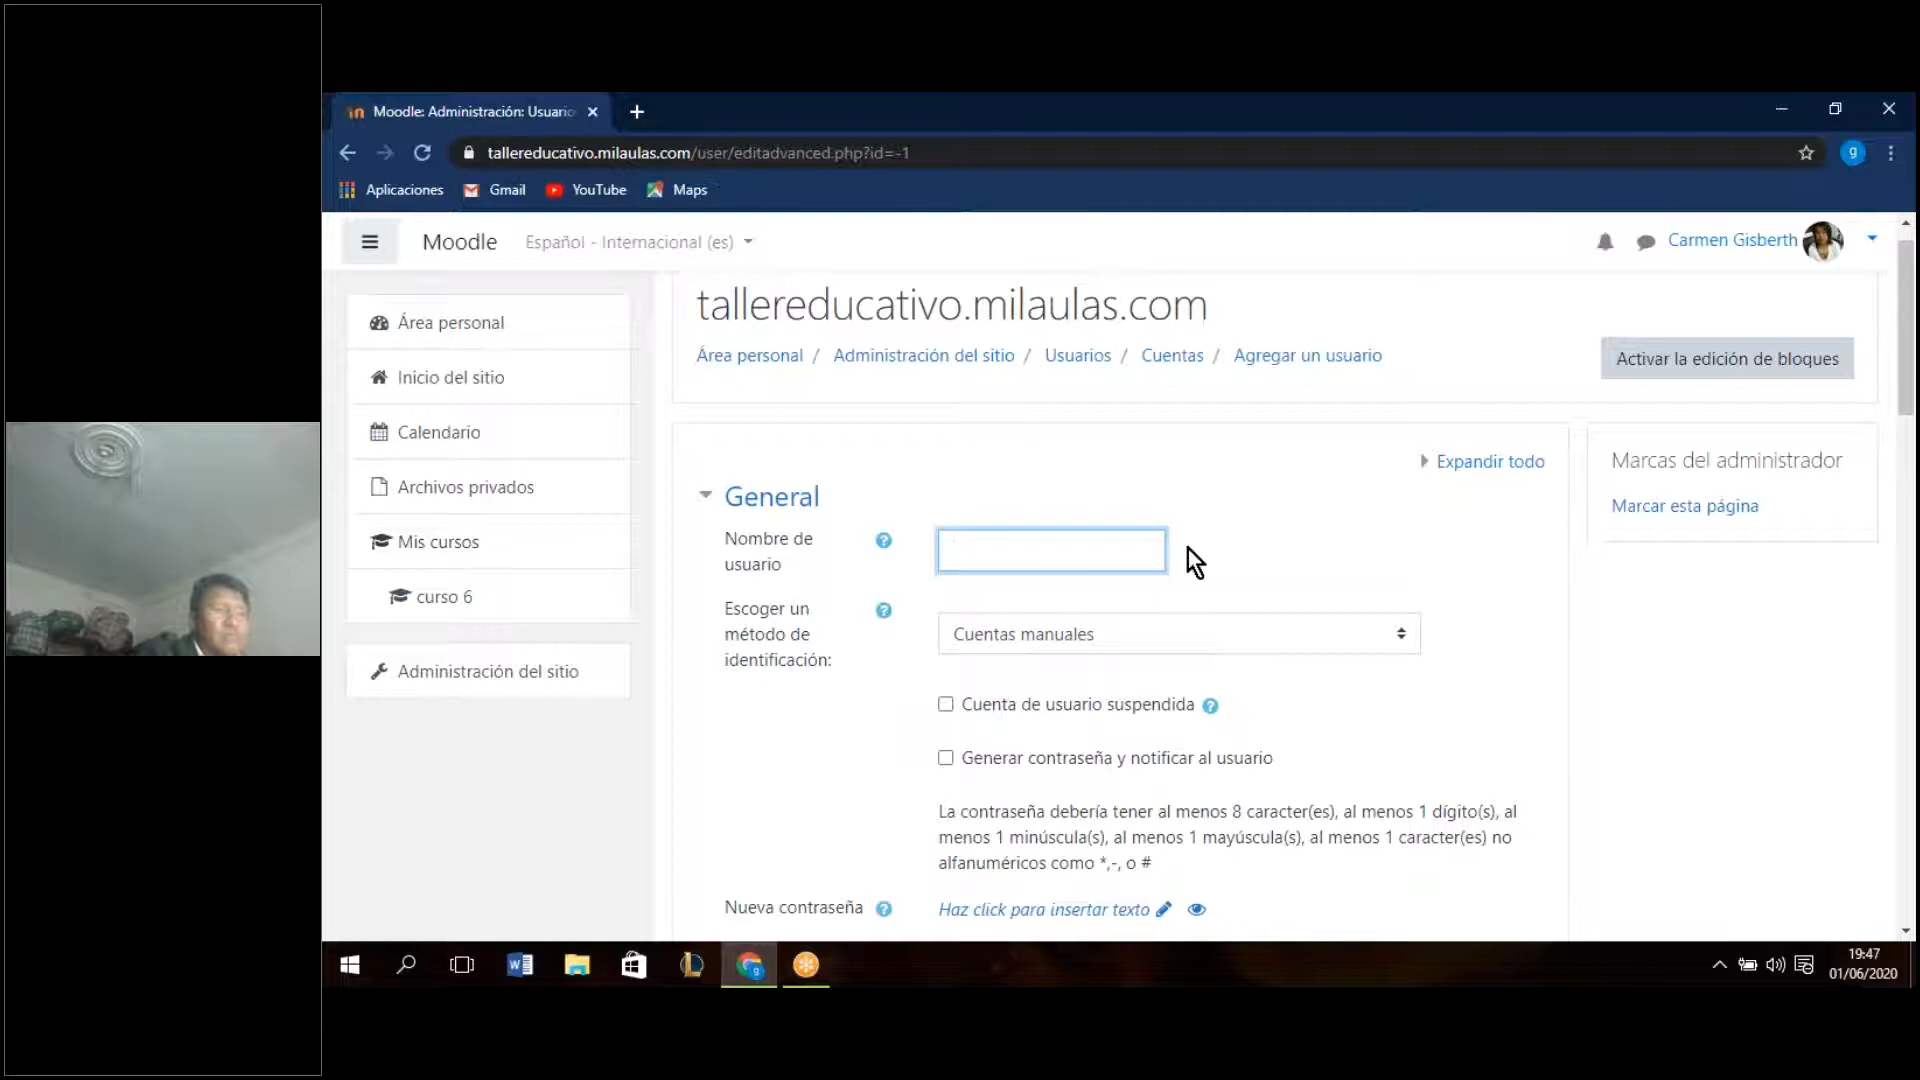 Moodle: Administración: Usuario
tallereducativo.milaulas.com/user/editadvanced.php?id=-1
g
Aplicaciones
Gmail
YouTube
Maps
Moodle
Español - Internacional (es)
Carmen Gisberth
Área personal
Inicio del sitio
Calendario
Archivos privados
Mis cursos
curso 6
Administración del sitio
tallereducativo.milaulas.com
Área personal / Administración del sitio / Usuarios / Cuentas / Agregar un usuario
Activar la edición de bloques
Expandir todo
General
Nombre de
usuario
Escoger un
método de
identificación:
Cuentas manuales
Cuenta de usuario suspendida
Generar contraseña y notificar al usuario
La contraseña debería tener al menos 8 caracter(es), al menos 1 dígito(s), al
menos 1 minúscula(s), al menos 1 mayúscula(s), al menos 1 caracter(es) no
alfanuméricos como *,-, o #
Nueva contraseña
Haz click para insertar texto
Marcas del administrador
Marcar esta página
19:47
01/06/2020